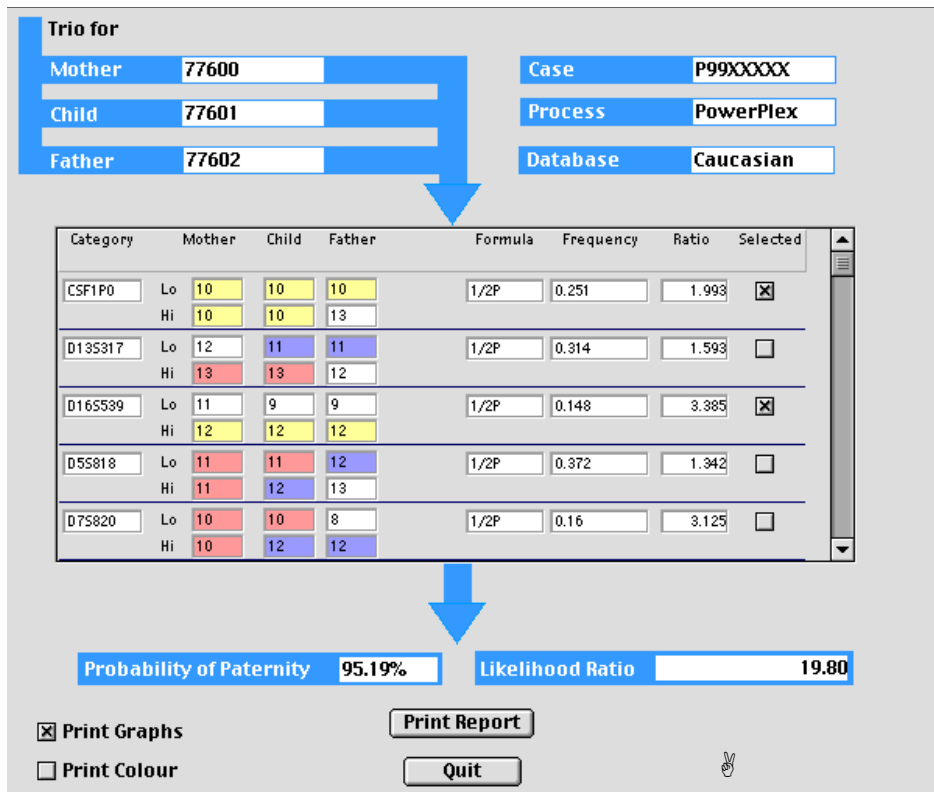 Trio for
Mother 77600 Case P99XXXXX
Child 77601 Process PowerPlex
Father 77602 Database Caucasian
Category Mother Child Father Formula Frequency Ratio Selected
CSF1PO Lo 10 10 10 1/2P 0.251 1.993
Hi 10 10 13
D13S317 Lo 12 11 11 1/2P 0.314 1.593
Hi 13 13 12
D16S539 Lo 11 9 9 1/2P 0.148 3.385
Hi 12 12 12
D5S818 Lo 11 11 12 1/2P 0.372 1.342
Hi 11 12 13
D7S820 Lo 10 10 8 1/2P 0.16 3.125
Hi 10 12 12
Probability of Paternity 95.19% Likelihood Ratio 19.80
Print Graphs Print Report
Print Colour Quit